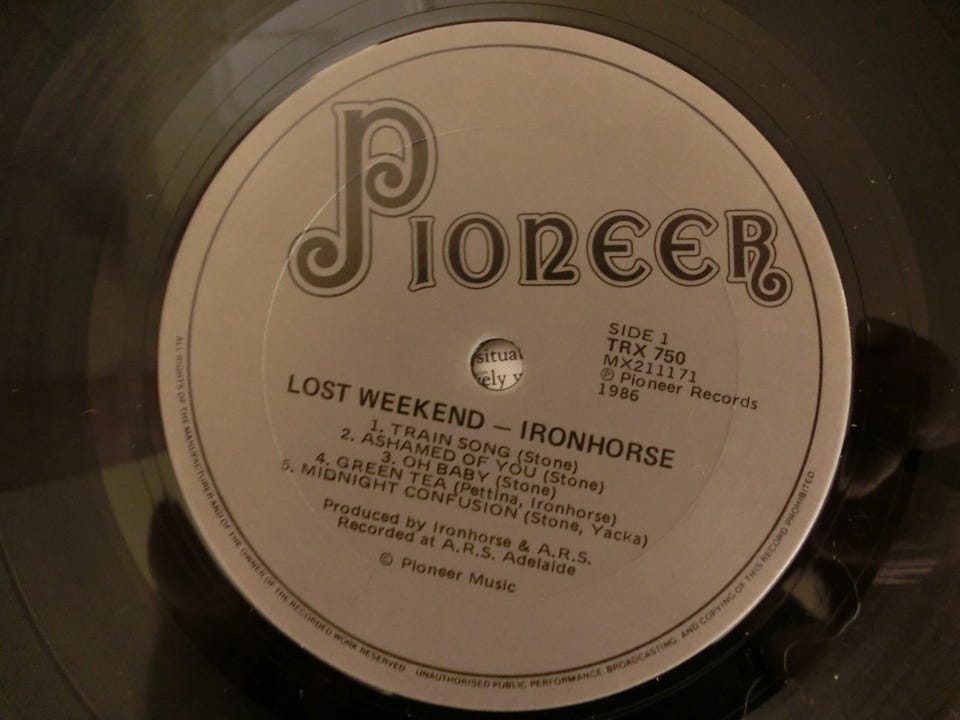 Pioneer
SIDE 1
TRX 750
MX211171
Ⓟ Pioneer Records
1986
situat
ely y
LOST WEEKEND – IRONHORSE
1. TRAIN SONG (Stone)
2. ASHAMED OF YOU (Stone)
3. OH BABY (Stone)
4. GREEN TEA (Pettina, Ironhorse)
5. MIDNIGHT CONFUSION (Stone, Yacka)
Produced by Ironhorse & A.R.S.
Recorded at A.R.S. Adelaide
© Pioneer Music
ALL RIGHTS OF THE MANUFACTURER AND OF THE OWNER OF THE RECORDED WORK RESERVED. UNAUTHORISED PUBLIC PERFORMANCE, BROADCASTING, AND COPYING OF THIS RECORD PROHIBITED.